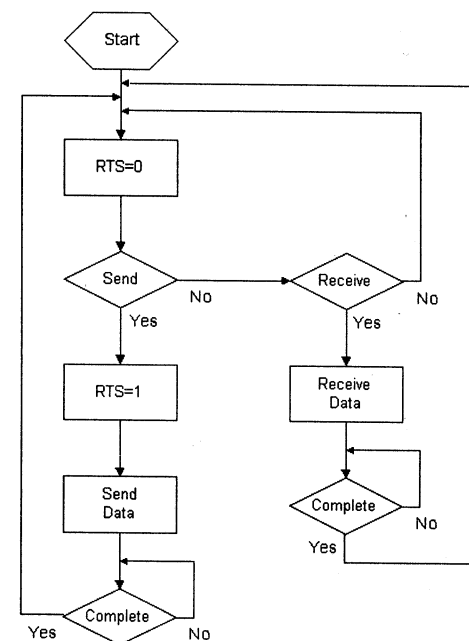 Start
RTS=0
Send
No
Yes
Receive
No
Yes
RTS=1
Receive
Data
Send
Data
Complete
No
Yes
Complete
Yes
No